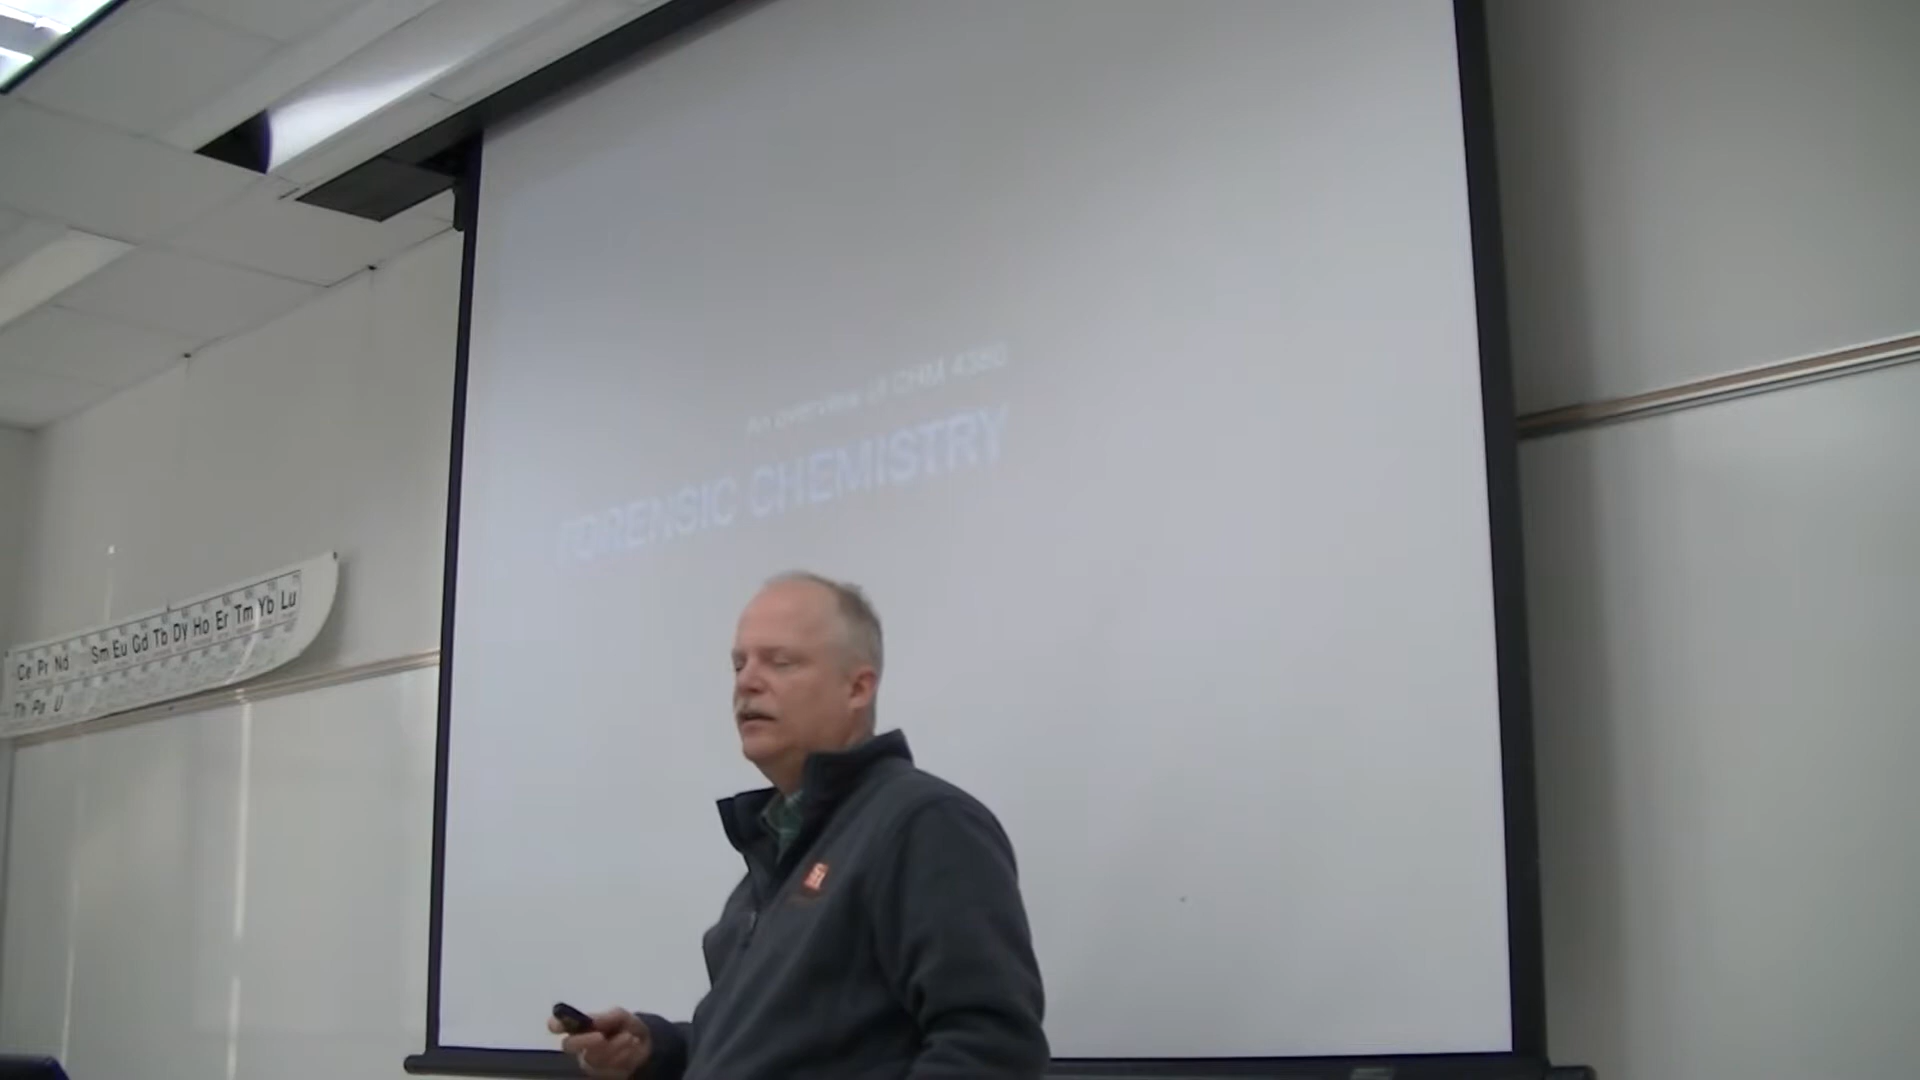 An overview of CHM 4380
FORENSIC CHEMISTRY
Ce Pr Nd Sm Eu Gd Tb Dy Ho Er Tm Yb Lu
Th Pa U